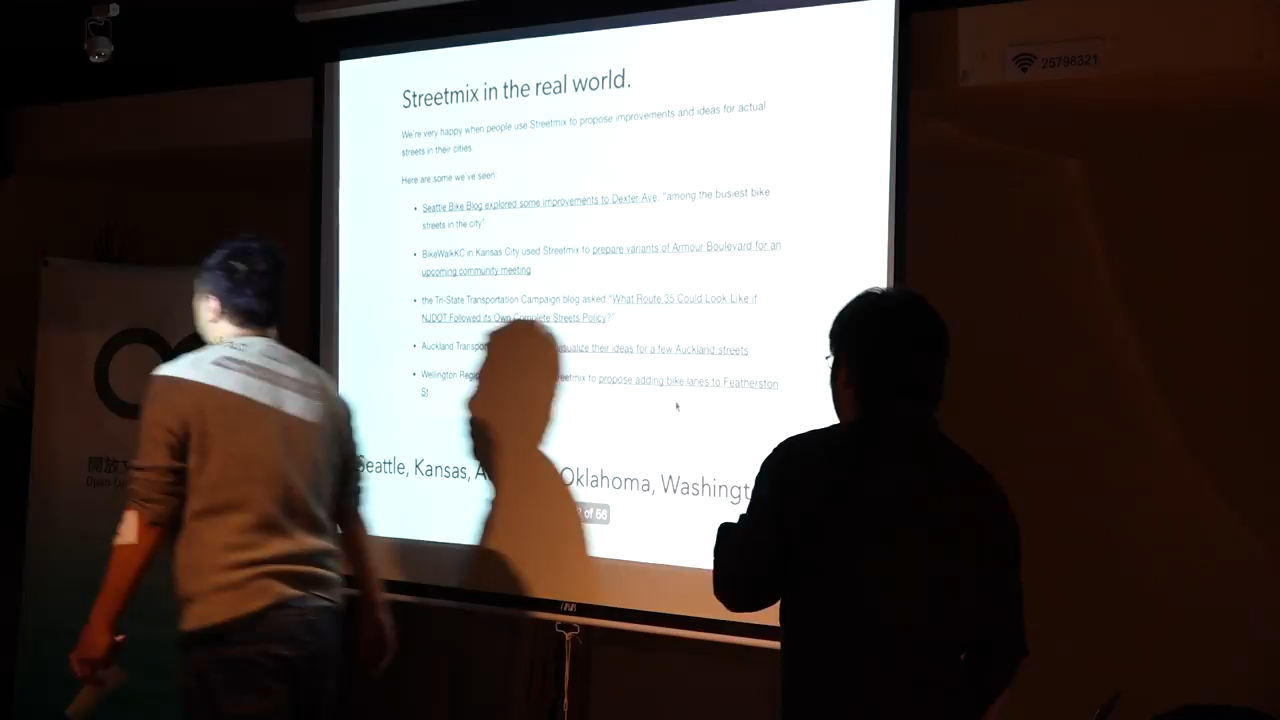 Streetmix in the real world.
We're very happy when people use Streetmix to propose improvements and ideas for actual
streets in their cities
Here are some we've seen:
• Seattle Bike Blog explored some improvements to Dexter Ave, "among the busiest bike
streets in the city"
• BikeWalkKC in Kansas City used Streetmix to prepare variants of Armour Boulevard for an
upcoming community meeting
• the Tri-State Transportation Campaign blog asked "What Route 35 Could Look Like if
NJDOT Followed its Own Complete Streets Policy?"
• Auckland visualize their ideas for a few Auckland streets
• Wellington to propose adding bike lanes to Featherston
St
Seattle, Kansas, Oklahoma,
of 56
25798321
開放
Open